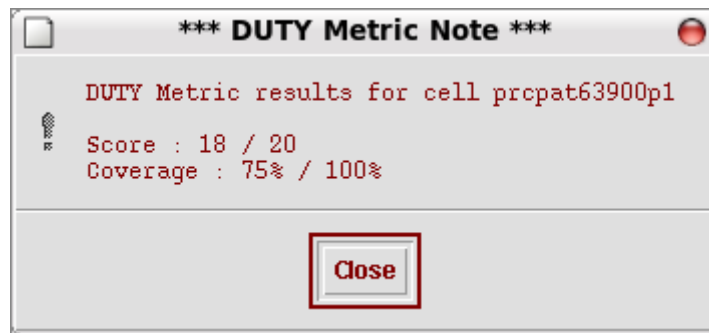 *** DUTY Metric Note ***
DUTY Metric results for cell prcpat63900p1
Score : 18 / 20
Coverage : 75% / 100%
Close